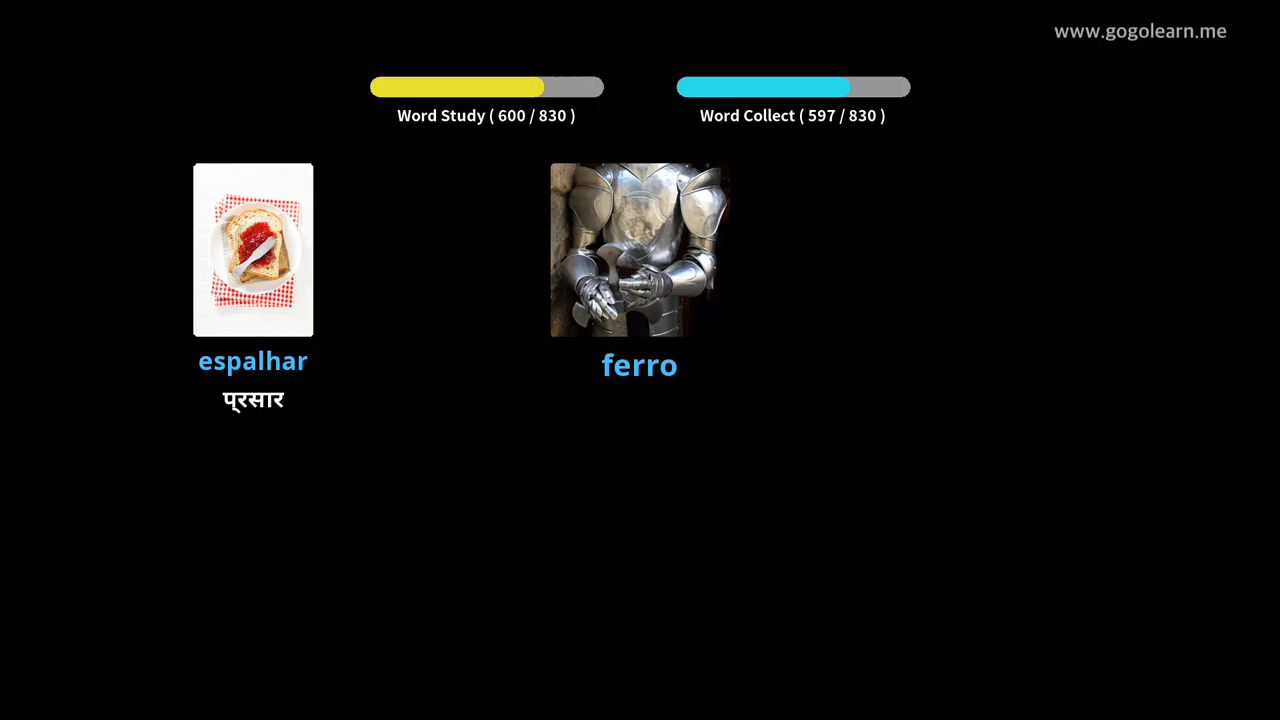 www.gogolearn.me
Word Study ( 600 / 830 )
Word Collect ( 597 / 830 )
espalhar
प्रसार
ferro